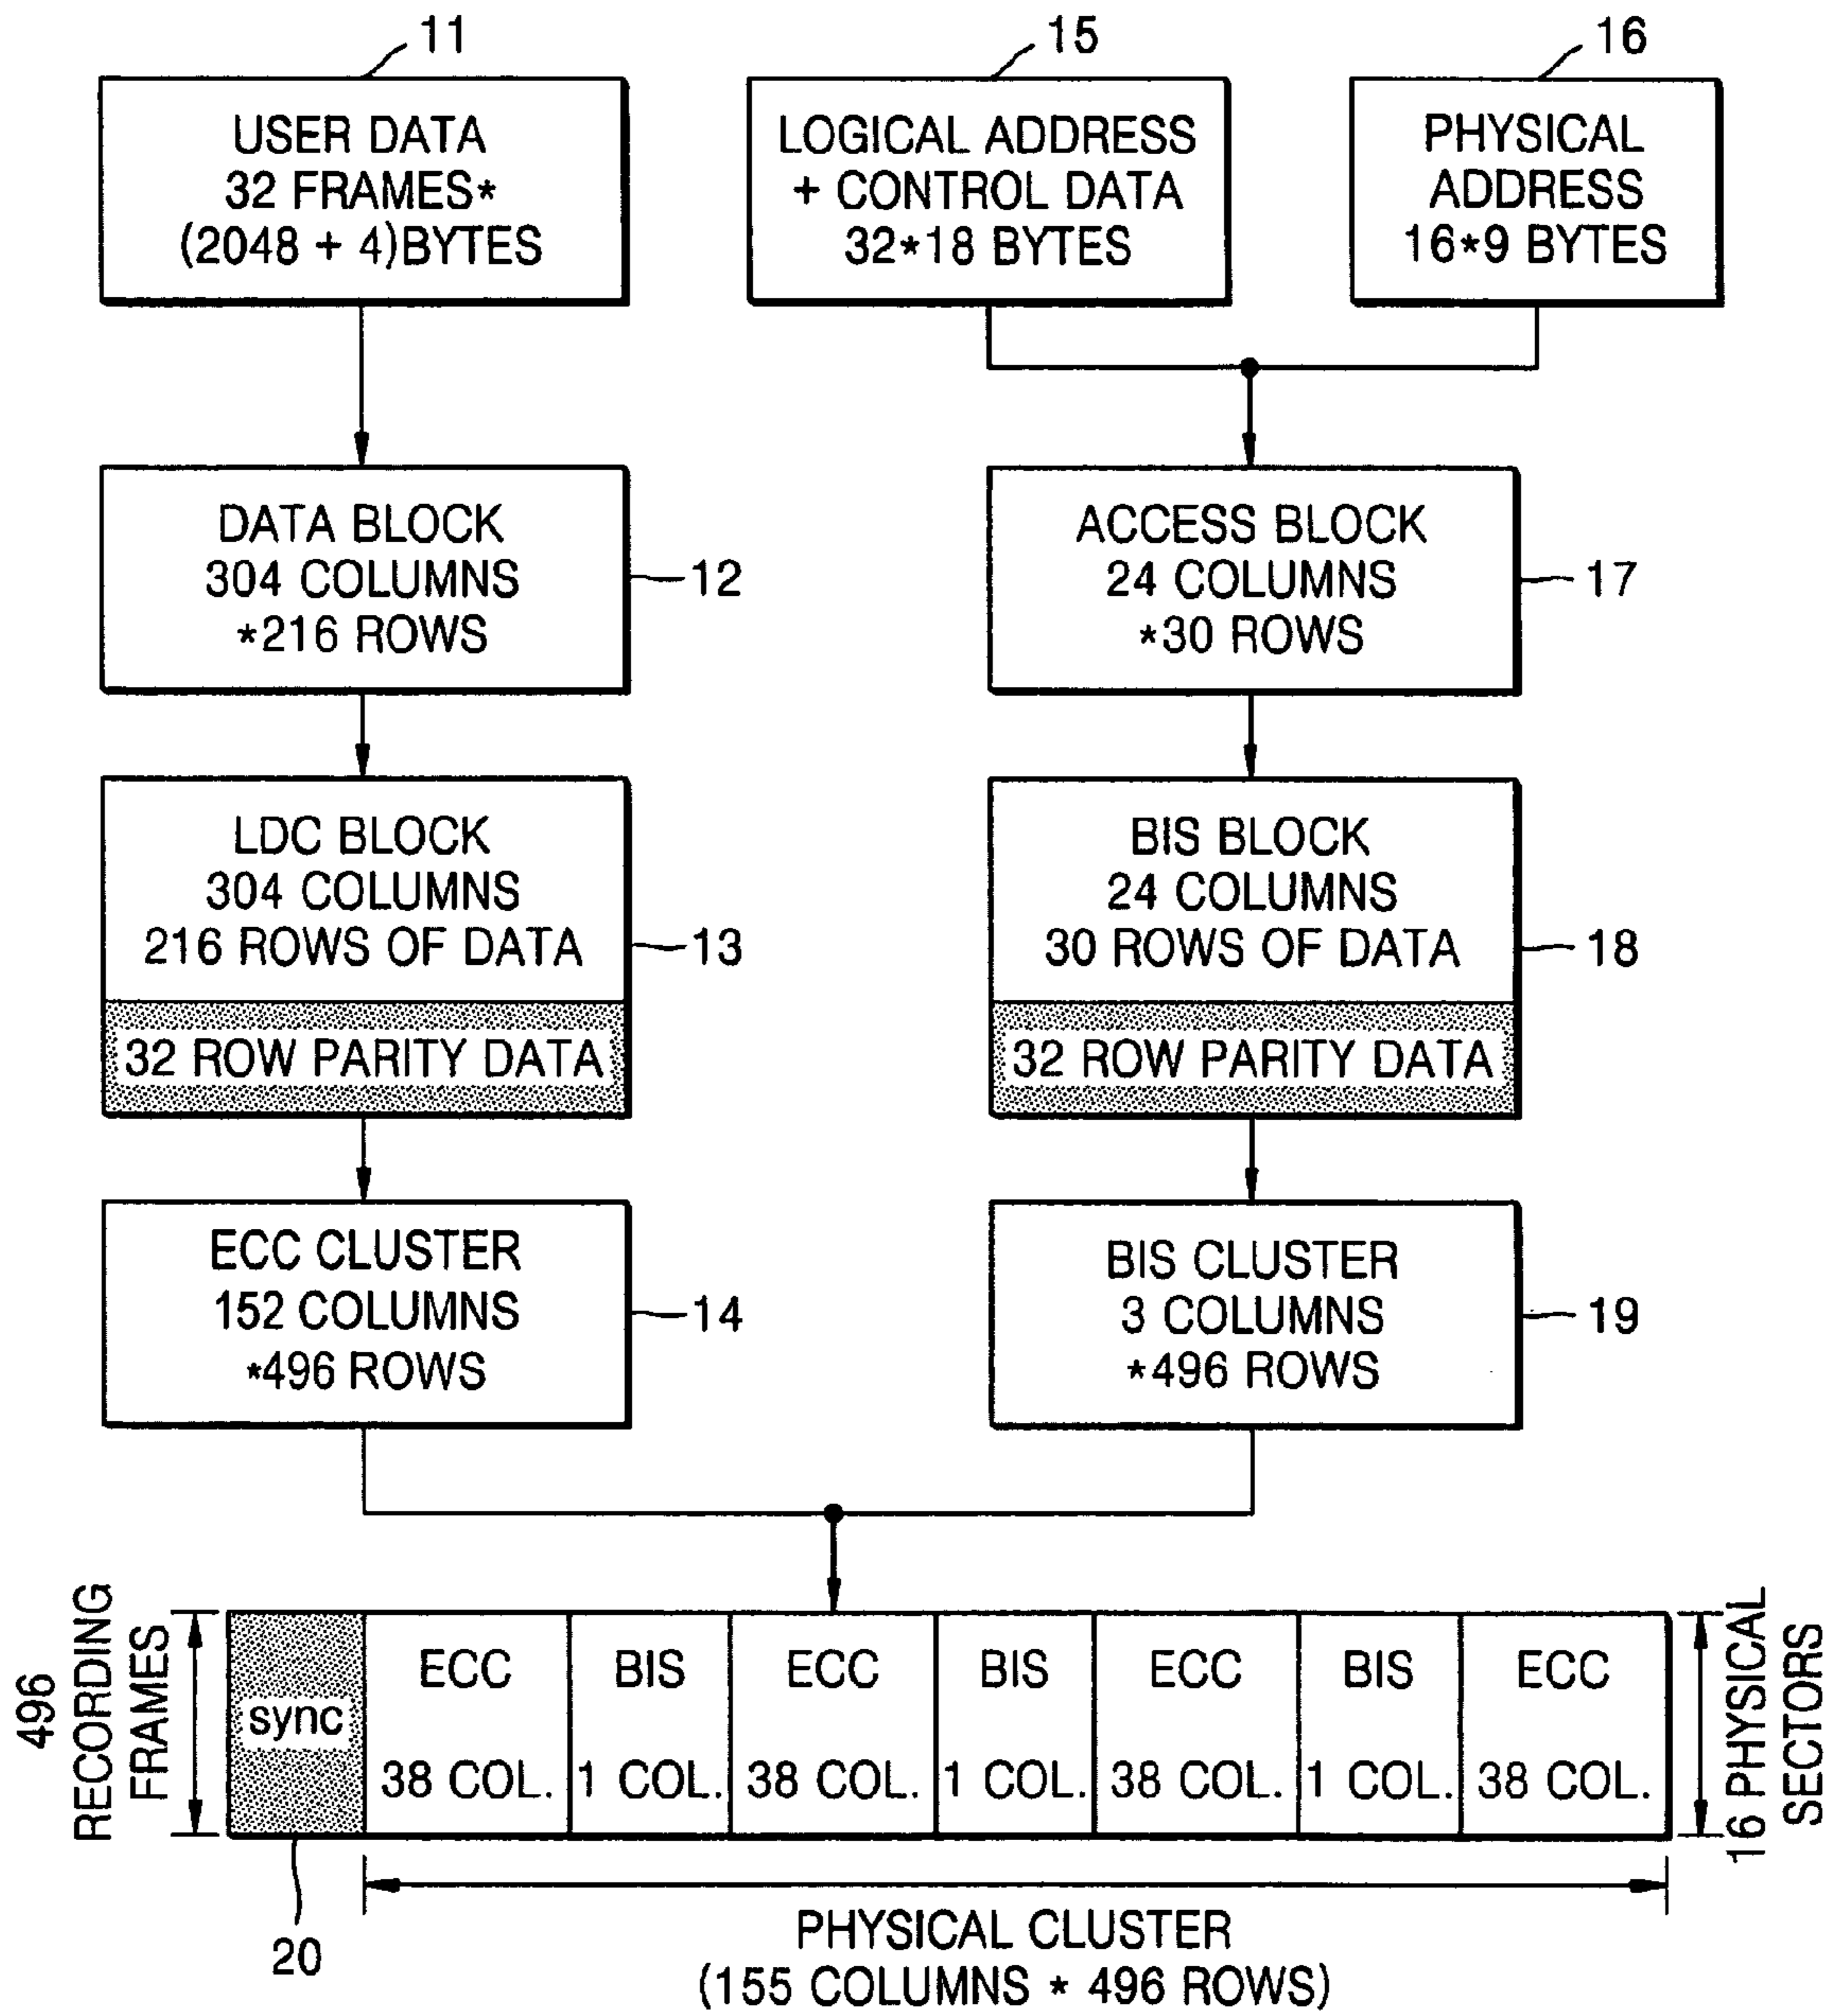 11
15
16
USER DATA
32 FRAMES*
(2048 + 4)BYTES
LOGICAL ADDRESS
+ CONTROL DATA
32*18 BYTES
PHYSICAL
ADDRESS
16*9 BYTES
DATA BLOCK
304 COLUMNS
*216 ROWS
12
ACCESS BLOCK
24 COLUMNS
*30 ROWS
17
LDC BLOCK
304 COLUMNS
216 ROWS OF DATA
32 ROW PARITY DATA
13
BIS BLOCK
24 COLUMNS
30 ROWS OF DATA
32 ROW PARITY DATA
18
ECC CLUSTER
152 COLUMNS
*496 ROWS
14
BIS CLUSTER
3 COLUMNS
*496 ROWS
19
496
RECORDING
FRAMES
sync
ECC
38 COL.
BIS
1 COL.
ECC
38 COL.
BIS
1 COL.
ECC
38 COL.
BIS
1 COL.
ECC
38 COL.
16 PHYSICAL
SECTORS
20
PHYSICAL CLUSTER
(155 COLUMNS * 496 ROWS)